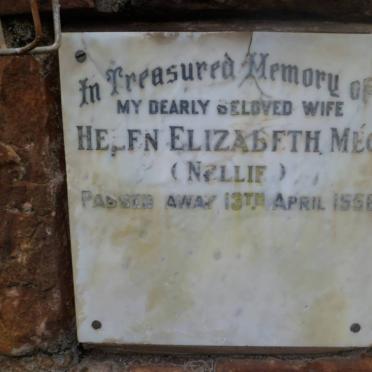 In Treasured Memory of
MY DEARLY BELOVED WIFE
HELEN ELIZABETH
(NELLIE)
PASSED AWAY 13TH APRIL